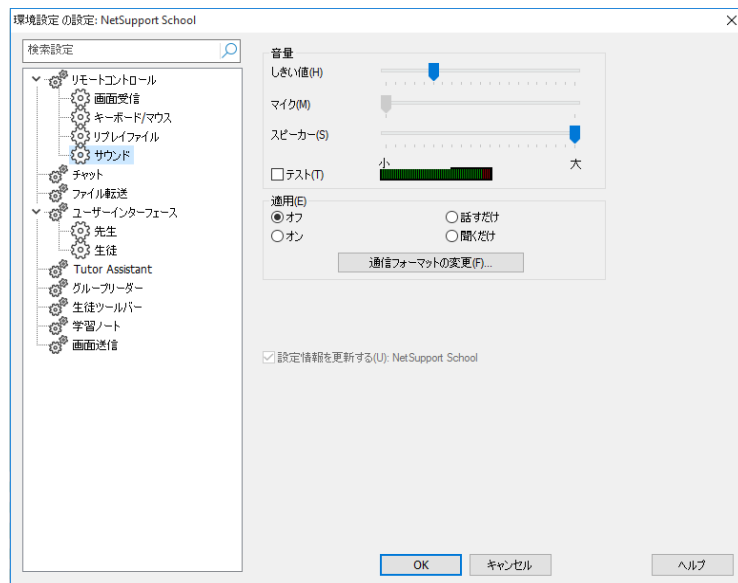 環境設定 の設定: NetSupport School
検索設定
リモートコントロール
画面受信
キーボード/マウス
リプレイファイル
サウンド
チャット
ファイル転送
ユーザーインターフェース
先生
生徒
Tutor Assistant
グループリーダー
生徒ツールバー
学習ノート
画面送信
音量
しきい値(H)
マイク(M)
スピーカー(S)
小 大
テスト(T)
適用(E)
オフ 話すだけ
オン 聞くだけ
通信フォーマットの変更(F)...
設定情報を更新する(U): NetSupport School
OK キャンセル ヘルプ